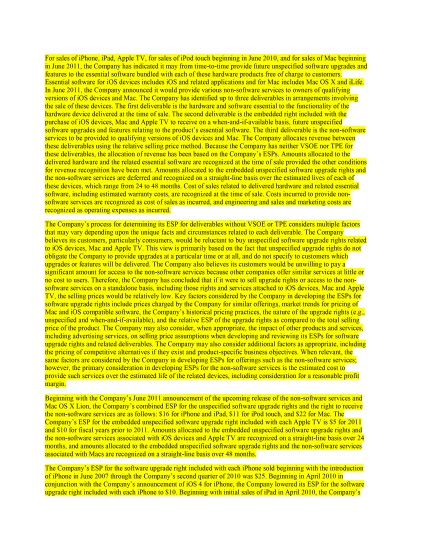 For sales of iPhone, iPad, Apple TV, for sales of iPod touch beginning in June 2010, and for sales of Mac beginning
in June 2011, the Company has indicated it may from time-to-time provide future unspecified software upgrades and
features to the essential software bundled with each of these hardware products free of charge to customers.
Essential software for iOS devices includes iOS and related applications and for Mac includes Mac OS X and iLife.
In June 2011, the Company announced it would provide various non-software services to owners of qualifying
versions of iOS devices and Mac. The Company has identified up to three deliverables in arrangements involving
the sale of these devices. The first deliverable is the hardware and software essential to the functionality of the
hardware device delivered at the time of sale. The second deliverable is the embedded right included with the
purchase of iOS devices, Mac and Apple TV to receive on a when-and-if-available basis, future unspecified
software upgrades and features relating to the product’s essential software. The third deliverable is the non-software
services to be provided to qualifying versions of iOS devices and Mac. The Company allocates revenue between
these deliverables using the relative selling price method. Because the Company has neither VSOE nor TPE for
these deliverables, the allocation of revenue has been based on the Company’s ESPs. Amounts allocated to the
delivered hardware and the related essential software are recognized at the time of sale provided the other conditions
for revenue recognition have been met. Amounts allocated to the embedded unspecified software upgrade rights and
the non-software services are deferred and recognized on a straight-line basis over the estimated lives of each of
these devices, which range from 24 to 48 months. Cost of sales related to delivered hardware and related essential
software, including estimated warranty costs, are recognized at the time of sale. Costs incurred to provide non-
software services are recognized as cost of sales as incurred, and engineering and sales and marketing costs are
recognized as operating expenses as incurred.
The Company’s process for determining its ESP for deliverables without VSOE or TPE considers multiple factors
that may vary depending upon the unique facts and circumstances related to each deliverable. The Company
believes its customers, particularly consumers, would be reluctant to buy unspecified software upgrade rights related
to iOS devices, Mac and Apple TV. This view is primarily based on the fact that unspecified upgrade rights do not
obligate the Company to provide upgrades at a particular time or at all, and do not specify to customers which
upgrades or features will be delivered. The Company also believes its customers would be unwilling to pay a
significant amount for access to the non-software services because other companies offer similar services at little or
no cost to users. Therefore, the Company has concluded that if it were to sell upgrade rights or access to the non-
software services on a standalone basis, including those rights and services attached to iOS devices, Mac and Apple
TV, the selling prices would be relatively low. Key factors considered by the Company in developing the ESPs for
software upgrade rights include prices charged by the Company for similar offerings, market trends for pricing of
Mac and iOS compatible software, the Company’s historical pricing practices, the nature of the upgrade rights (e.g.,
unspecified and when-and-if-available), and the relative ESP of the upgrade rights as compared to the total selling
price of the product. The Company may also consider, when appropriate, the impact of other products and services,
including advertising services, on selling price assumptions when developing and reviewing its ESPs for software
upgrade rights and related deliverables. The Company may also consider additional factors as appropriate, including
the pricing of competitive alternatives if they exist and product-specific business objectives. When relevant, the
same factors are considered by the Company in developing ESPs for offerings such as the non-software services;
however, the primary consideration in developing ESPs for the non-software services is the estimated cost to
provide such services over the estimated life of the related devices, including consideration for a reasonable profit
margin.
Beginning with the Company’s June 2011 announcement of the upcoming release of the non-software services and
Mac OS X Lion, the Company’s combined ESP for the unspecified software upgrade rights and the right to receive
the non-software services are as follows: $16 for iPhone and iPad, $11 for iPod touch, and $22 for Mac. The
Company’s ESP for the embedded unspecified software upgrade right included with each Apple TV is $5 for 2011
and $10 for fiscal years prior to 2011. Amounts allocated to the embedded unspecified software upgrade rights and
the non-software services associated with iOS devices and Apple TV are recognized on a straight-line basis over 24
months, and amounts allocated to the embedded unspecified software upgrade rights and the non-software services
associated with Macs are recognized on a straight-line basis over 48 months.
The Company’s ESP for the software upgrade right included with each iPhone sold beginning with the introduction
of iPhone in June 2007 through the Company’s second quarter of 2010 was $25. Beginning in April 2010 in
conjunction with the Company’s announcement of iOS 4 for iPhone, the Company lowered its ESP for the software
upgrade right included with each iPhone to $10. Beginning with initial sales of iPad in April 2010, the Company’s